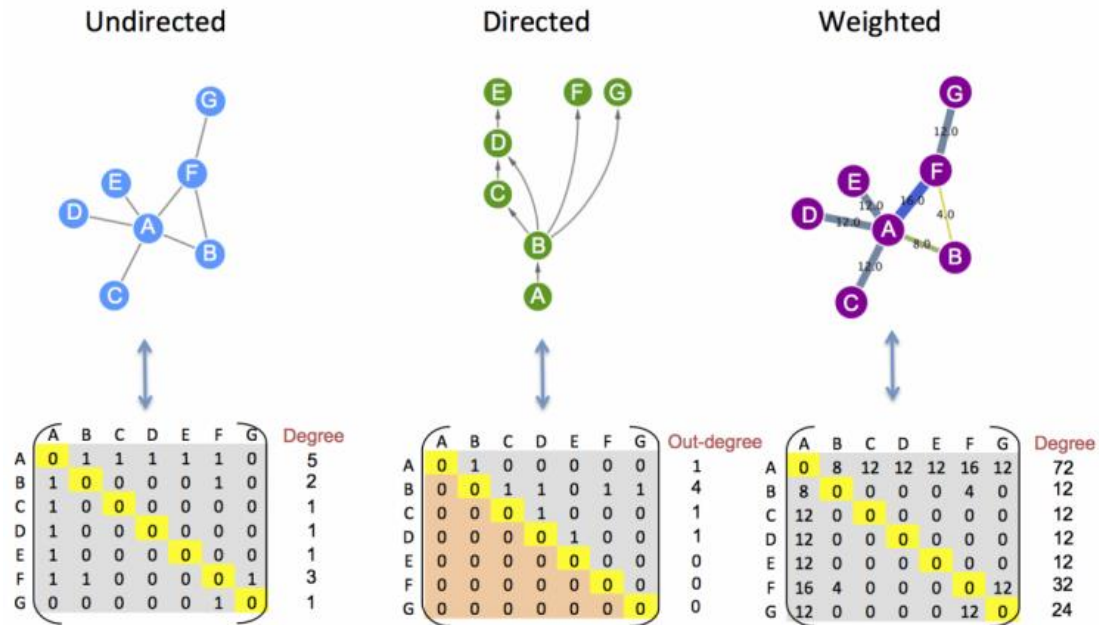 Undirected
Directed
Weighted
G
E
F
D
A
B
C
E
F
G
D
C
B
A
G
12.0
F
E
16.0
12.0
D
4.0
12.0
A
8.0
B
12.0
C
A B C D E F G Degree
A 0 1 1 1 1 1 0 5
B 1 0 0 0 0 1 0 2
C 1 0 0 0 0 0 0 1
D 1 0 0 0 0 0 0 1
E 1 0 0 0 0 0 0 1
F 1 1 0 0 0 0 1 3
G 0 0 0 0 0 1 0 1
A B C D E F G Out-degree
A 0 1 0 0 0 0 0 1
B 0 0 1 1 0 1 1 4
C 0 0 0 1 0 0 0 1
D 0 0 0 0 1 0 0 1
E 0 0 0 0 0 0 0 0
F 0 0 0 0 0 0 0 0
G 0 0 0 0 0 0 0 0
A B C D E F G Degree
A 0 8 12 12 12 16 12 72
B 8 0 0 0 0 4 0 12
C 12 0 0 0 0 0 0 12
D 12 0 0 0 0 0 0 12
E 12 0 0 0 0 0 0 12
F 16 4 0 0 0 0 12 32
G 12 0 0 0 0 12 0 24